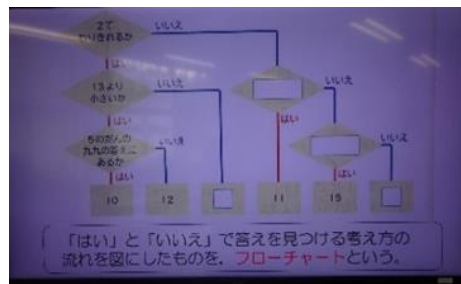 2で
わりきれるか
いいえ
はい
13より
小さいか
いいえ
いいえ
はい
5のだんの
九九の答えに
あるか
いいえ
いいえ
はい
はい
はい
10
12
11
15
「はい」と「いいえ」で答えを見つける考え方の
流れを図にしたものを、フローチャートという。